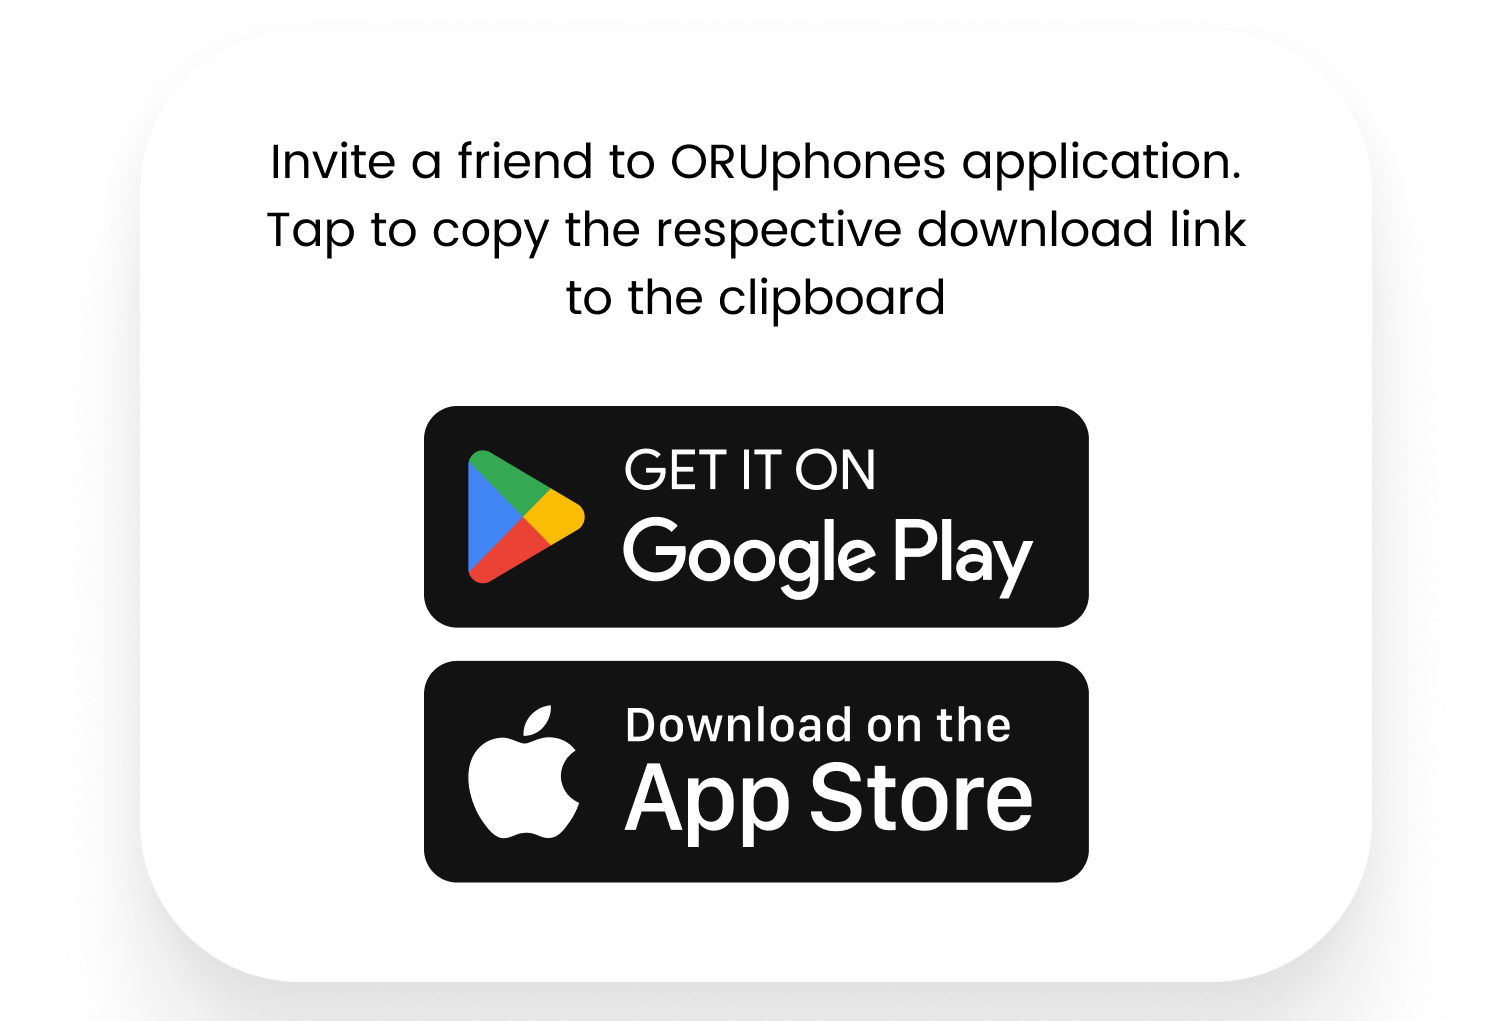 Invite a friend to ORUphones application.
Tap to copy the respective download link
to the clipboard
GET IT ON
Google Play
Download on the
App Store